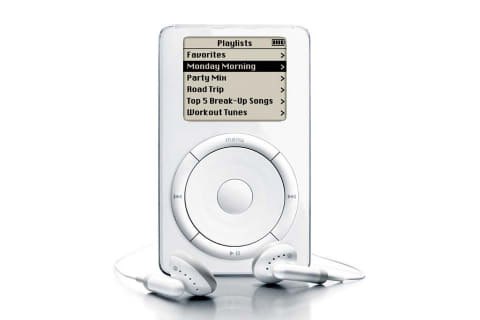 Playlists
Favorites
Monday Morning
Party Mix
Road Trip
Top 5 Break-Up Songs
Workout Tunes
menu